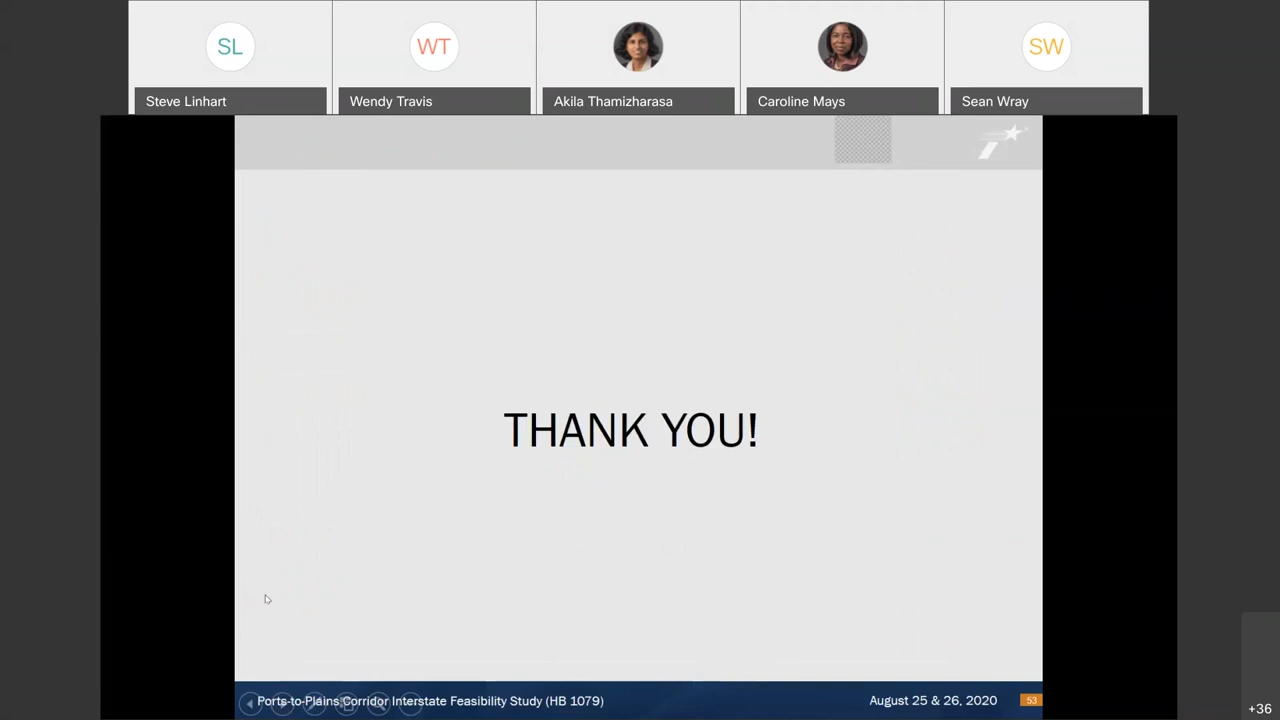 SL
WT
SW
Steve Linhart
Wendy Travis
Akila Thamizharasa
Caroline Mays
Sean Wray
THANK YOU!
Ports-to-Plains Corridor Interstate Feasibility Study (HB 1079)
August 25 & 26, 2020
53
+36